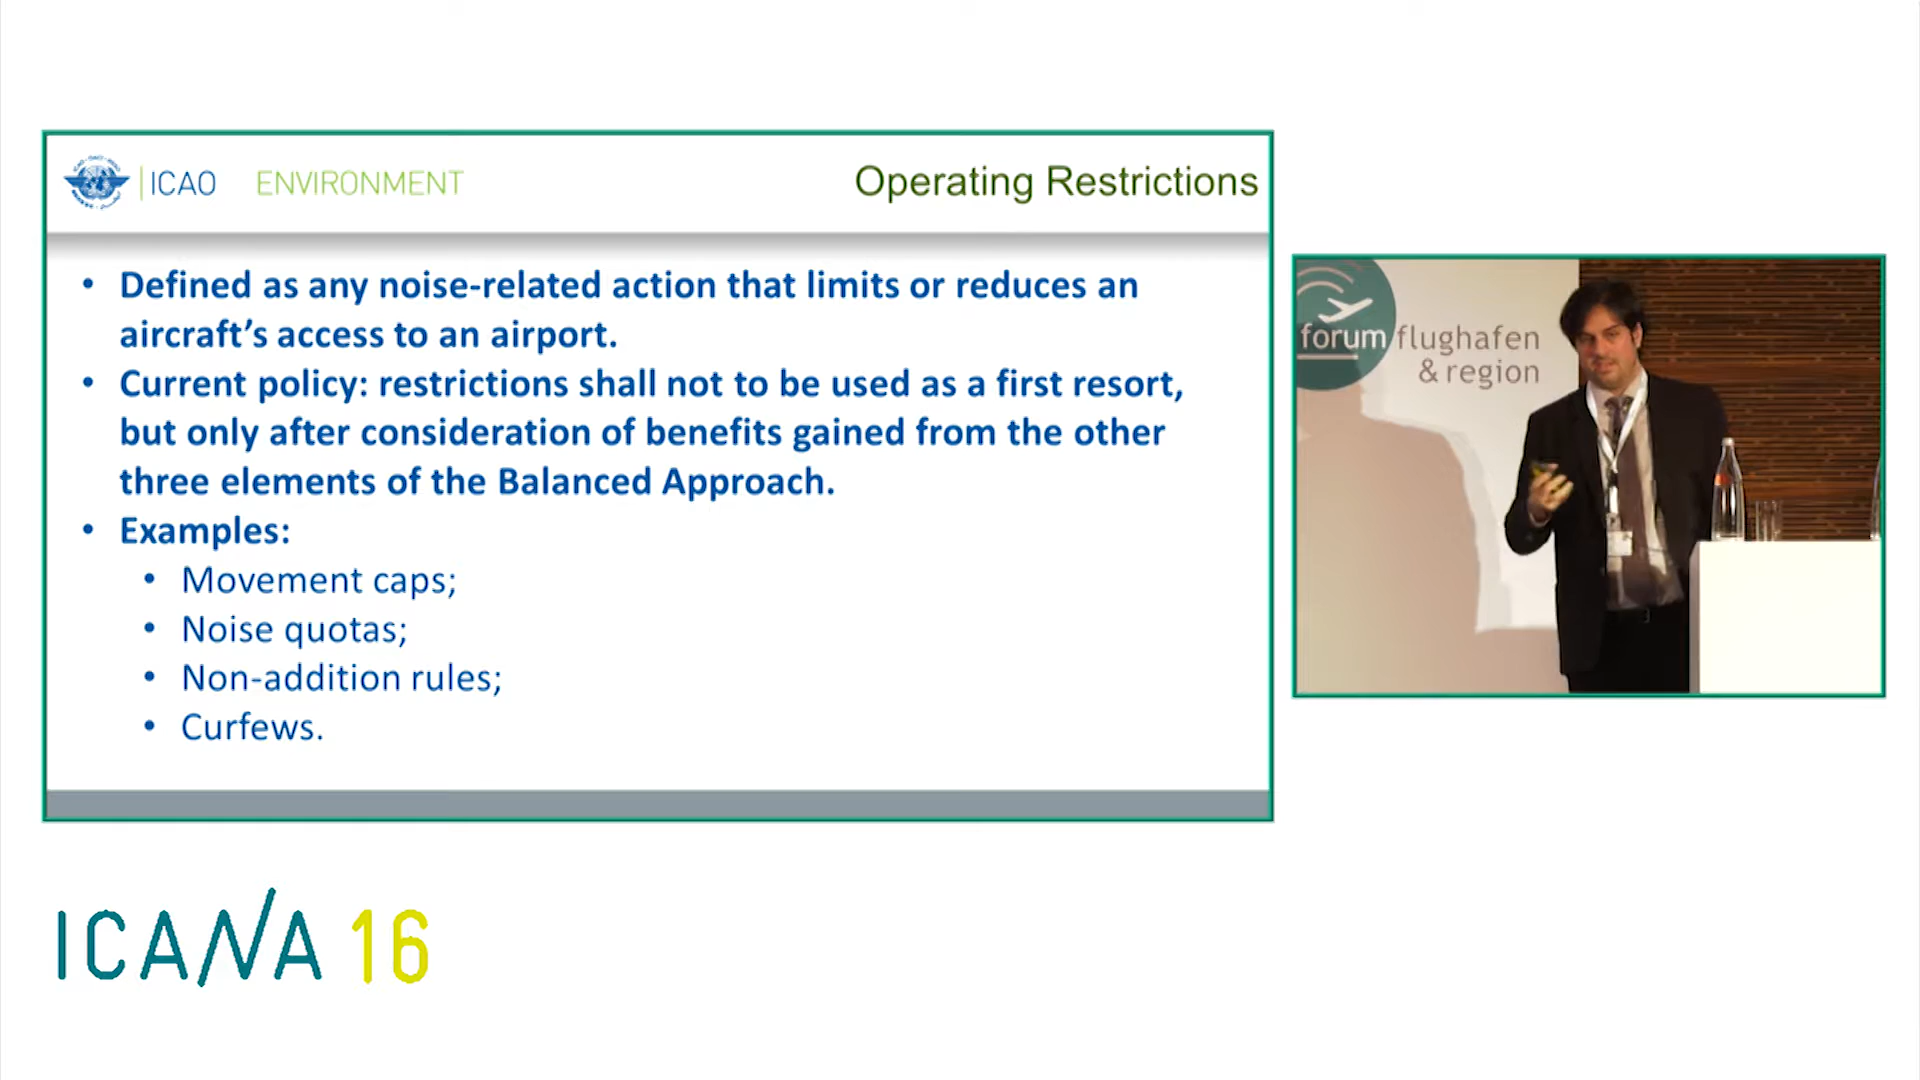 ICAO ENVIRONMENT
Operating Restrictions
• Defined as any noise-related action that limits or reduces an
aircraft’s access to an airport.
• Current policy: restrictions shall not to be used as a first resort,
but only after consideration of benefits gained from the other
three elements of the Balanced Approach.
• Examples:
• Movement caps;
• Noise quotas;
• Non-addition rules;
• Curfews.
forum flughafen
& region
ICANA 16